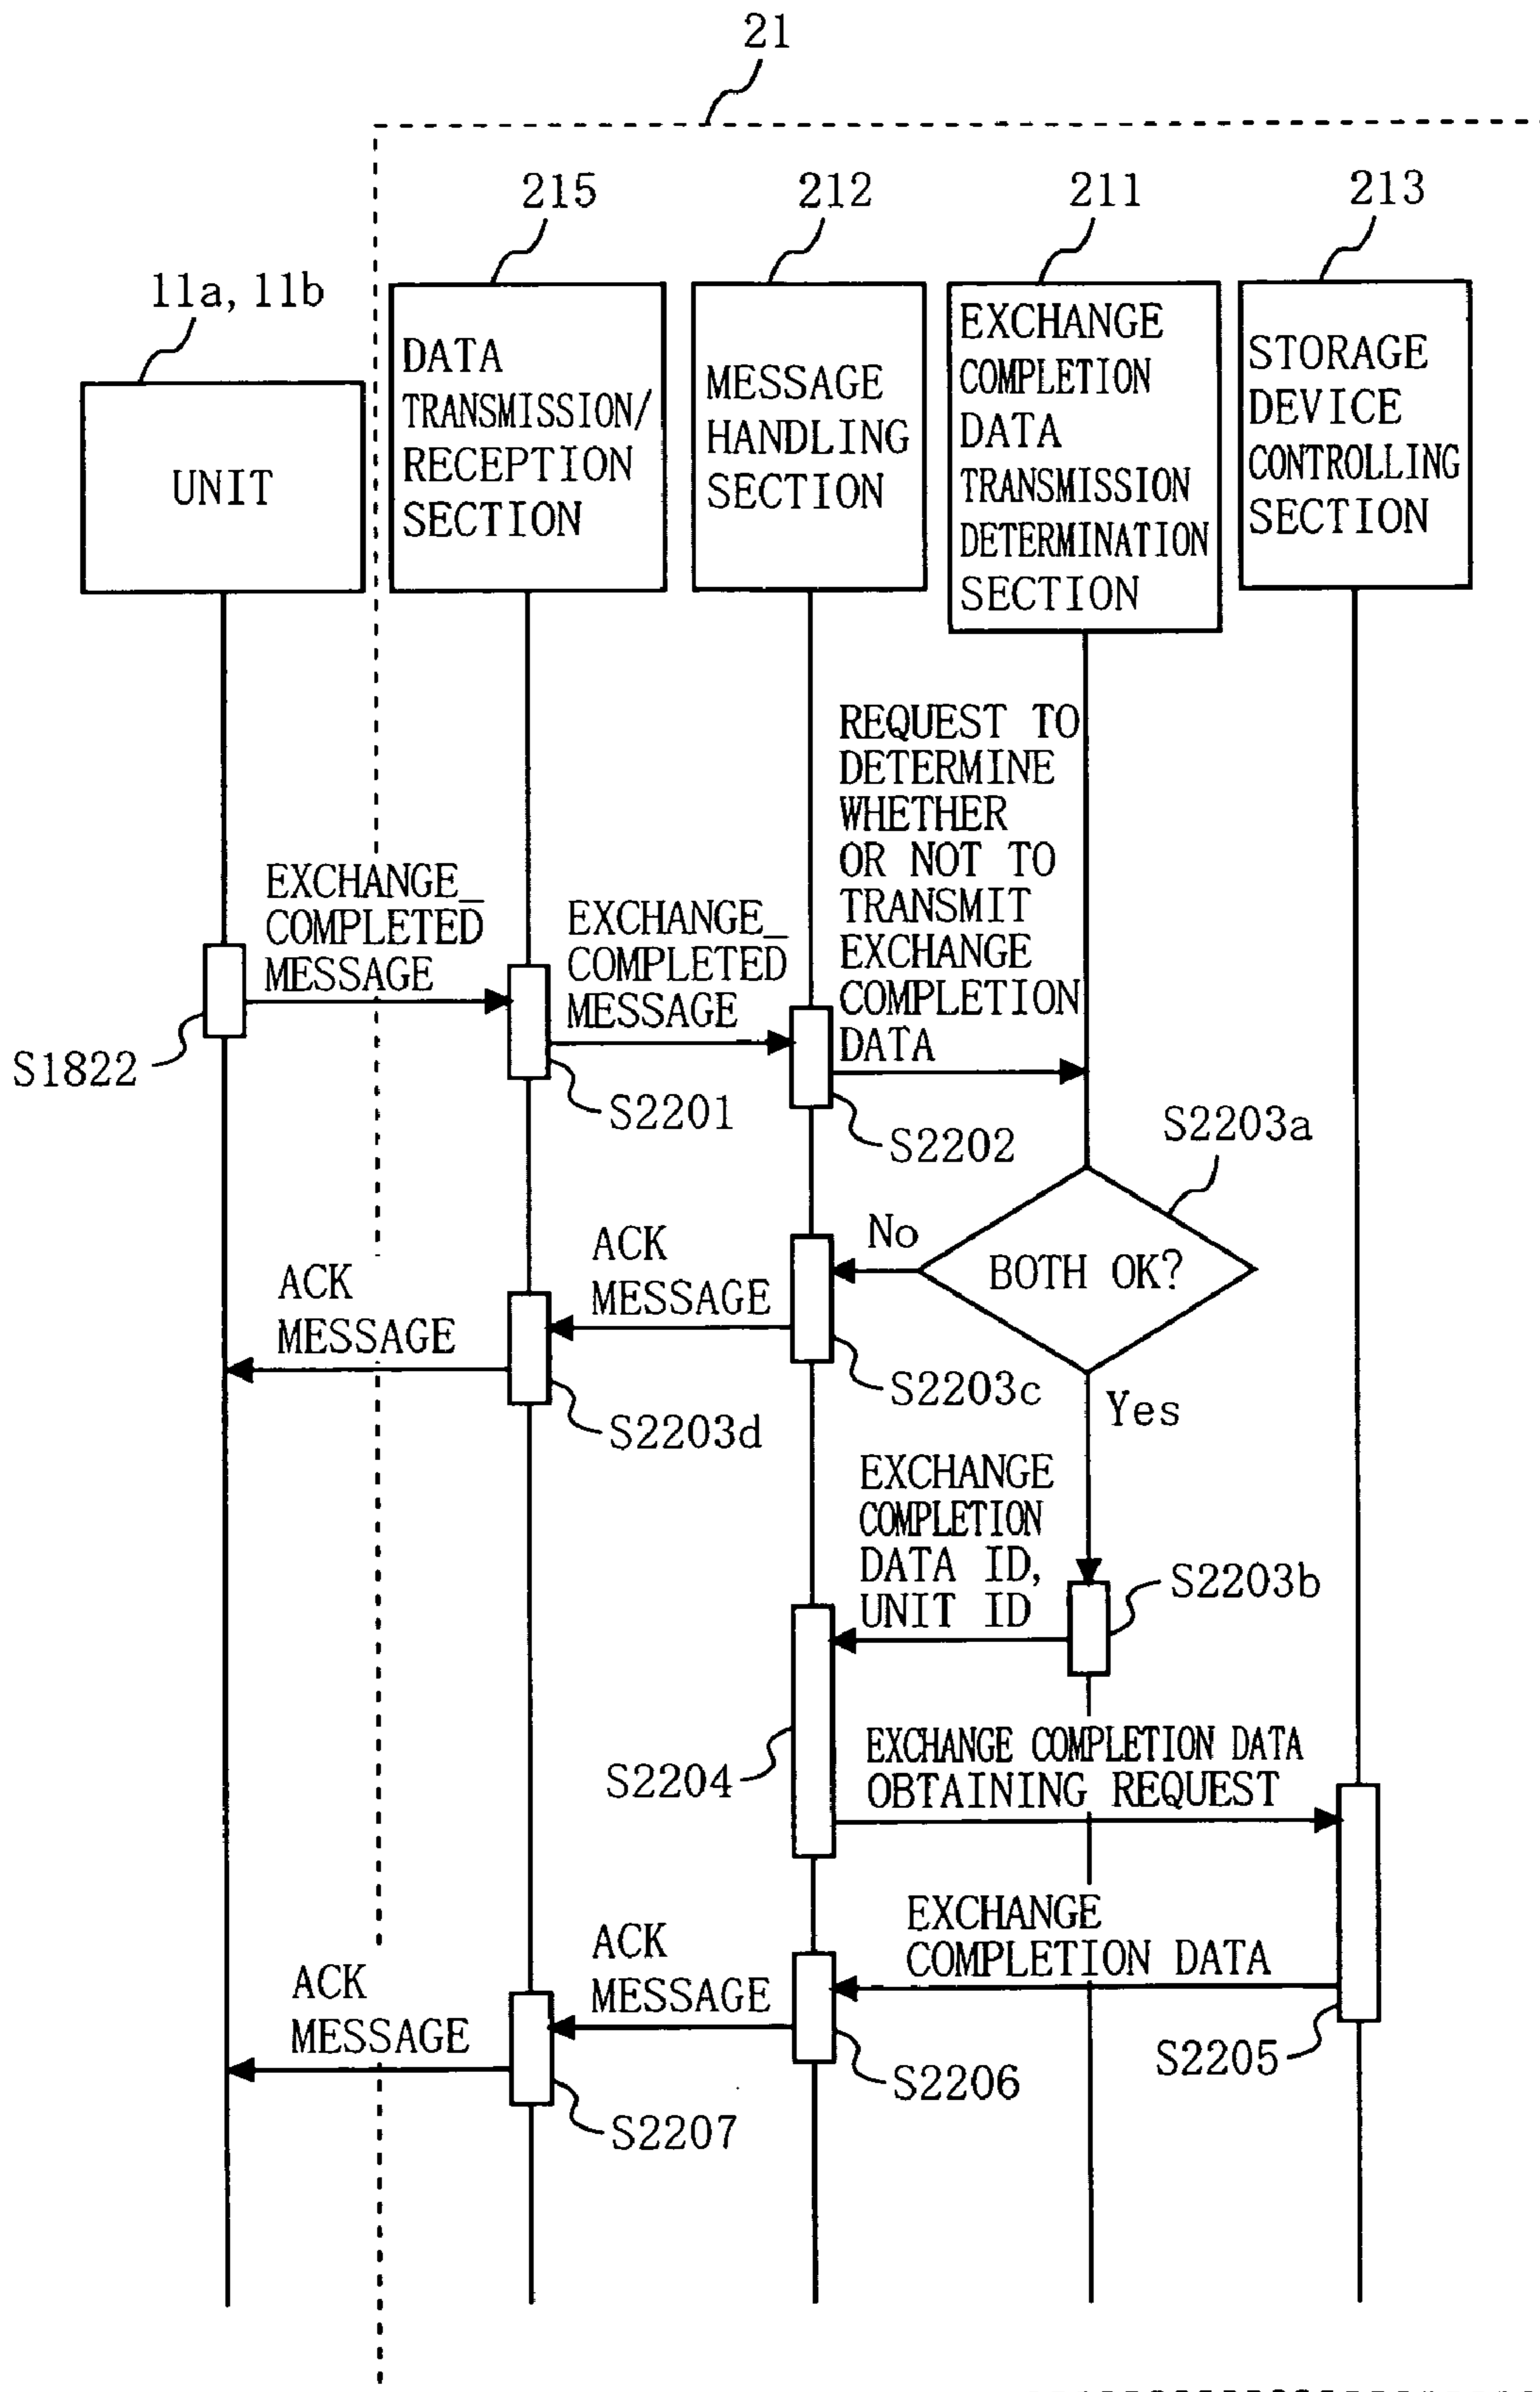 21
215
212
211
213
11a, 11b
UNIT
DATA
TRANSMISSION/
RECEPTION
SECTION
MESSAGE
HANDLING
SECTION
EXCHANGE
COMPLETION
DATA
TRANSMISSION
DETERMINATION
SECTION
STORAGE
DEVICE
CONTROLLING
SECTION
REQUEST TO
DETERMINE
WHETHER
OR NOT TO
TRANSMIT
EXCHANGE
COMPLETION
DATA
EXCHANGE_
COMPLETED
MESSAGE
EXCHANGE_
COMPLETED
MESSAGE
S1822
S2201
S2202
S2203a
BOTH OK?
No
ACK
MESSAGE
ACK
MESSAGE
S2203c
S2203d
Yes
EXCHANGE
COMPLETION
DATA ID,
UNIT ID
S2203b
S2204
EXCHANGE COMPLETION DATA
OBTAINING REQUEST
EXCHANGE
COMPLETION DATA
ACK
MESSAGE
ACK
MESSAGE
S2205
S2206
S2207